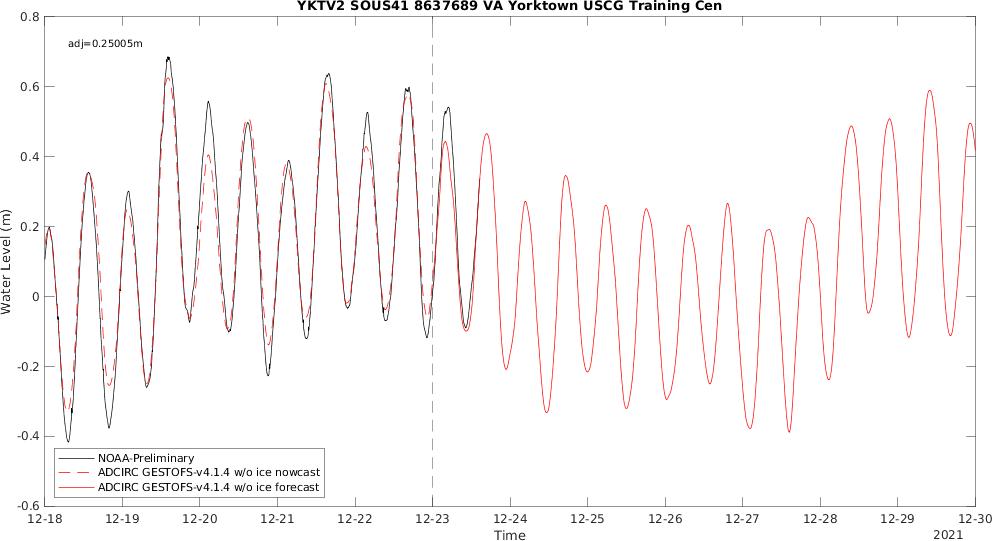 YKTV2 SOUS41 8637689 VA Yorktown USCG Training Cen
adj=0.25005m
0.8
0.6
0.4
0.2
0
-0.2
-0.4
-0.6
Water Level (m)
NOAA-Preliminary
ADCIRC GESTOFS-v4.1.4 w/o ice nowcast
ADCIRC GESTOFS-v4.1.4 w/o ice forecast
12-18 12-19 12-20 12-21 12-22 12-23 12-24 12-25 12-26 12-27 12-28 12-29 12-30
Time
2021